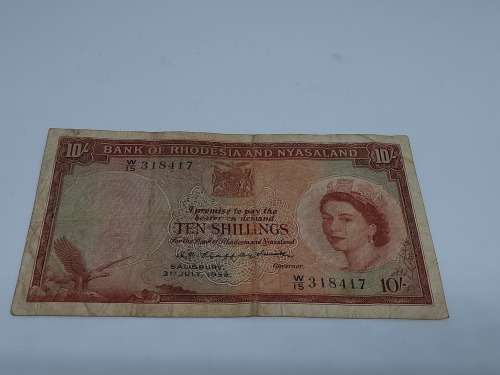 10/- BANK OF RHODESIA AND NYASALAND 10/-
W/15 318417
I promise to pay the
bearer on demand
TEN SHILLINGS
For the Bank of Rhodesia and Nyasaland
SALISBURY, Governor.
W/15 318417 10/-